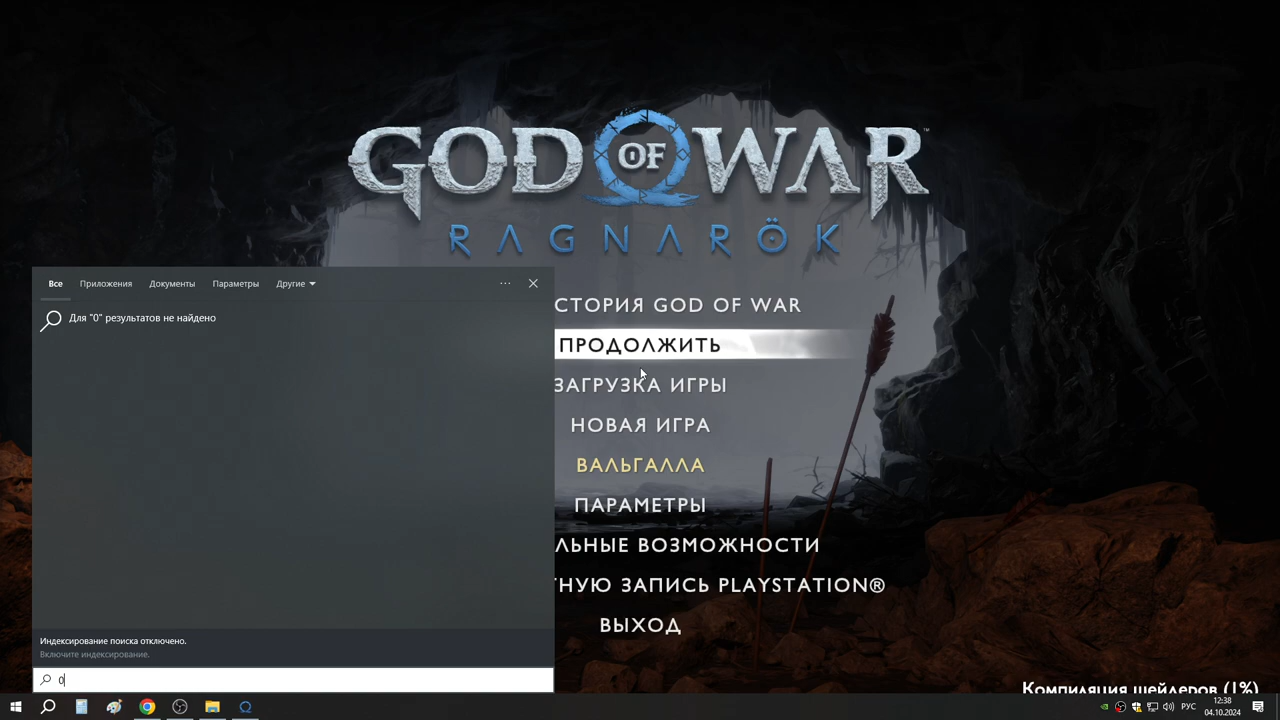 GOD OF WAR™
RAGNARÖK
Все Приложения Документы Параметры Другие
Для "0" результатов не найдено
СТОРИЯ GOD OF WAR
ПРОДОЛЖИТЬ
ЗАГРУЗКА ИГРЫ
НОВАЯ ИГРА
ВАЛЬГАЛЛА
ПАРАМЕТРЫ
ЛЬНЫЕ ВОЗМОЖНОСТИ
ТНУЮ ЗАПИСЬ PLAYSTATION®
ВЫХОД
Индексирование поиска отключено.
Включите индексирование.
0
Компиляция шейдеров (1%)
РУС
12:38
04.10.2024